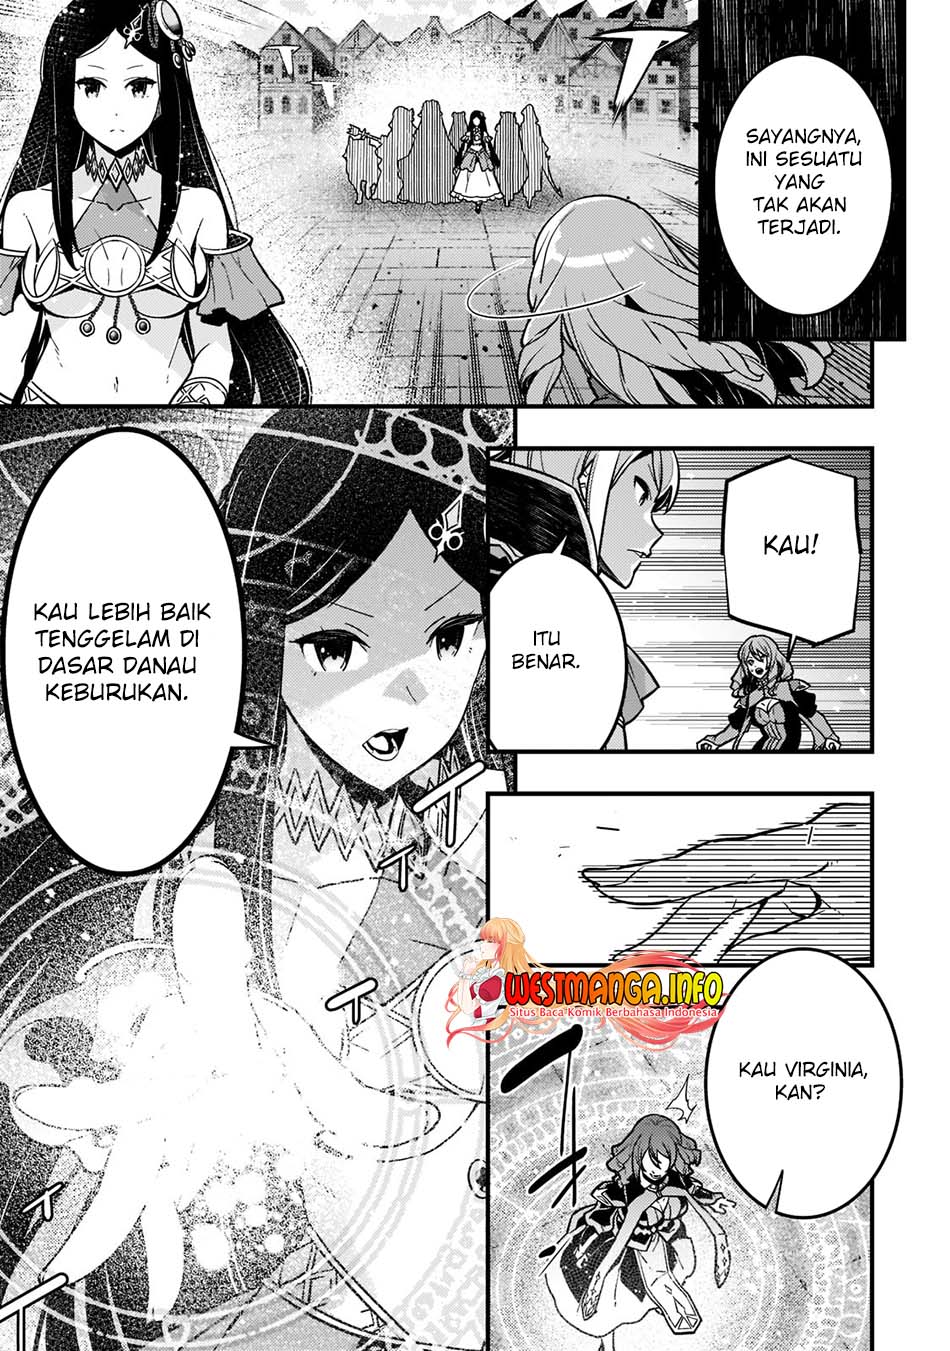 SAYANGNYA,
INI SESUATU
YANG
TAK AKAN
TERJADI.
KAU!
ITU
BENAR.
KAU LEBIH BAIK
TENGGELAM DI
DASAR DANAU
KEBURUKAN.
WESTMANGA.INFO
Situs Baca Komik Berbahasa Indonesia
KAU VIRGINIA,
KAN?